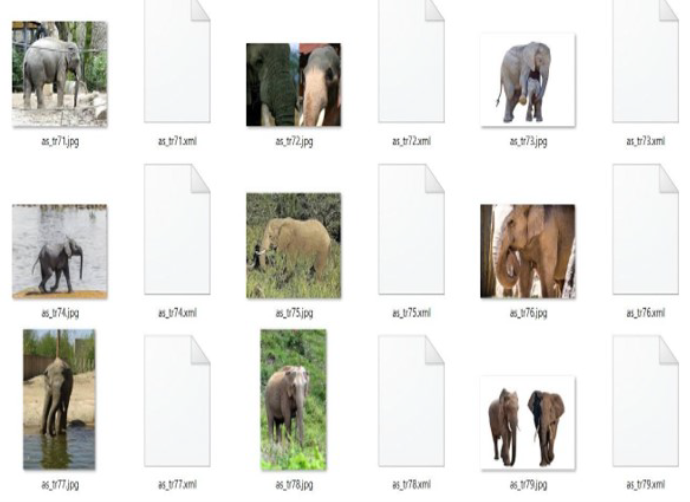 as_tr71.jpg as_tr71.xml as_tr72.jpg as_tr72.xml as_tr73.jpg as_tr73.xml
as_tr74.jpg as_tr74.xml as_tr75.jpg as_tr75.xml as_tr76.jpg as_tr76.xml
as_tr77.jpg as_tr77.xml as_tr78.jpg as_tr78.xml as_tr79.jpg as_tr79.xml